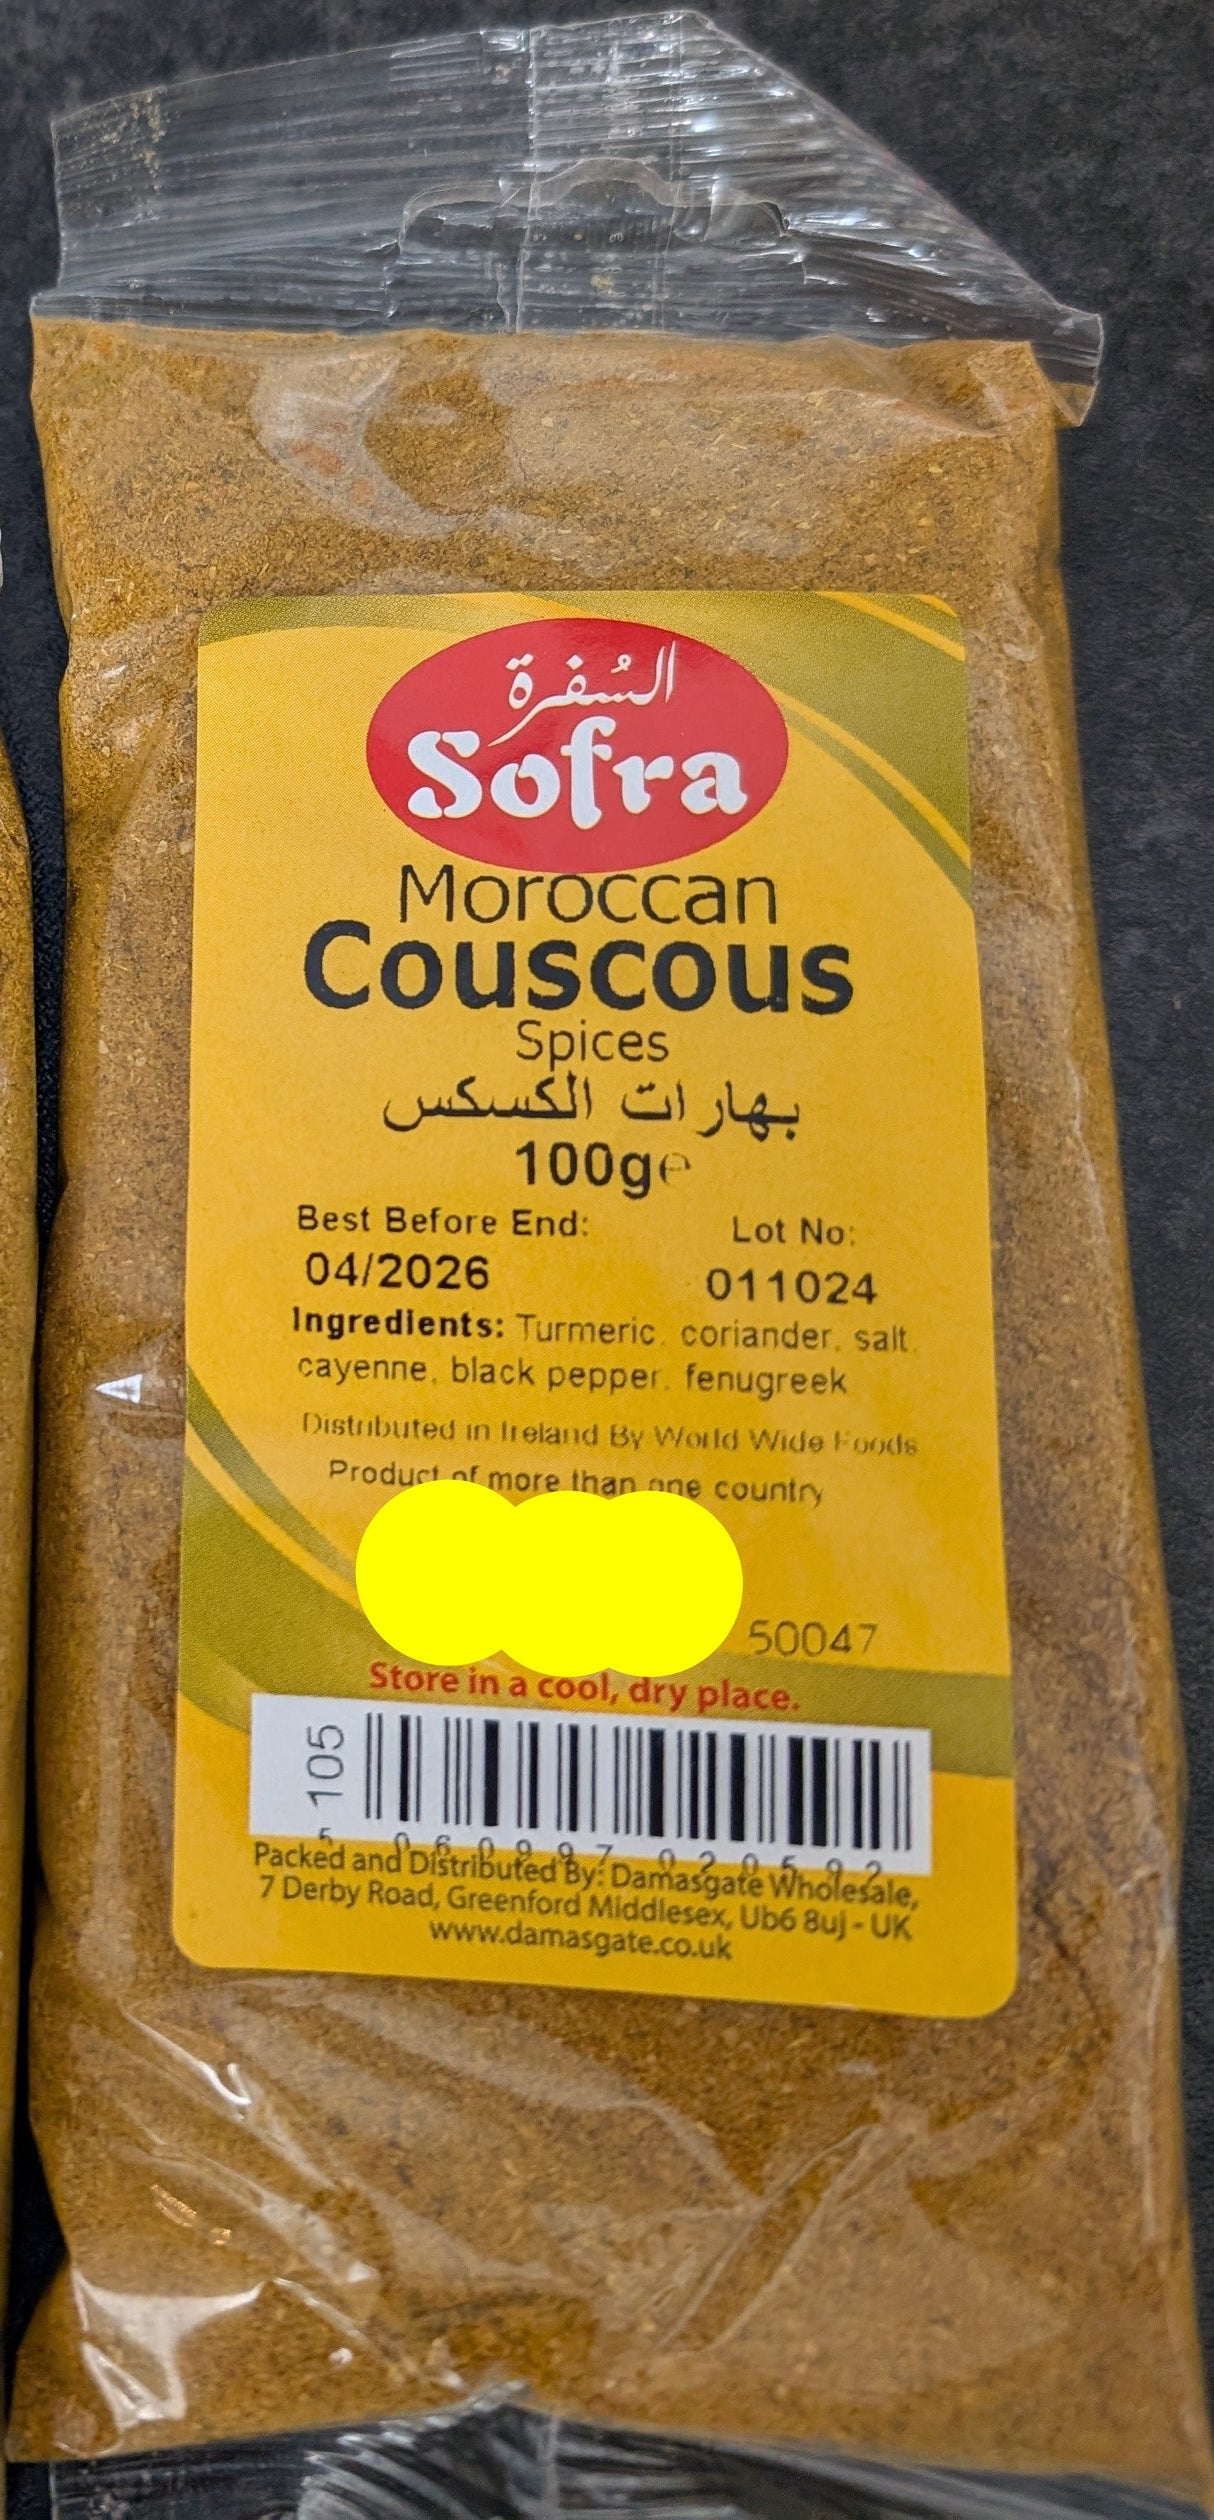 السُفرة
Sofra
Moroccan
Couscous
Spices
بهارات الكسكس
100g℮
Best Before End: Lot No:
04/2026 011024
Ingredients: Turmeric, coriander, salt,
cayenne, black pepper, fenugreek
Distributed in Ireland By World Wide Foods
Product of more than one country
50047
Store in a cool, dry place.
105
5 060997 020592
Packed and Distributed By: Damasgate Wholesale,
7 Derby Road, Greenford Middlesex, Ub6 8uj - UK
www.damasgate.co.uk